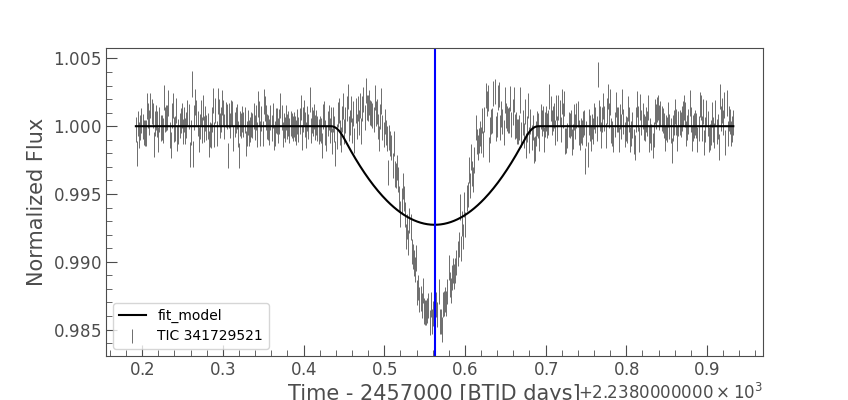 1.005
1.000
0.995
0.990
0.985
Normalized Flux
fit_model
TIC 341729521
0.2 0.3 0.4 0.5 0.6 0.7 0.8 0.9
Time - 2457000 [BTJD days]
+2.2380000000 × 10³